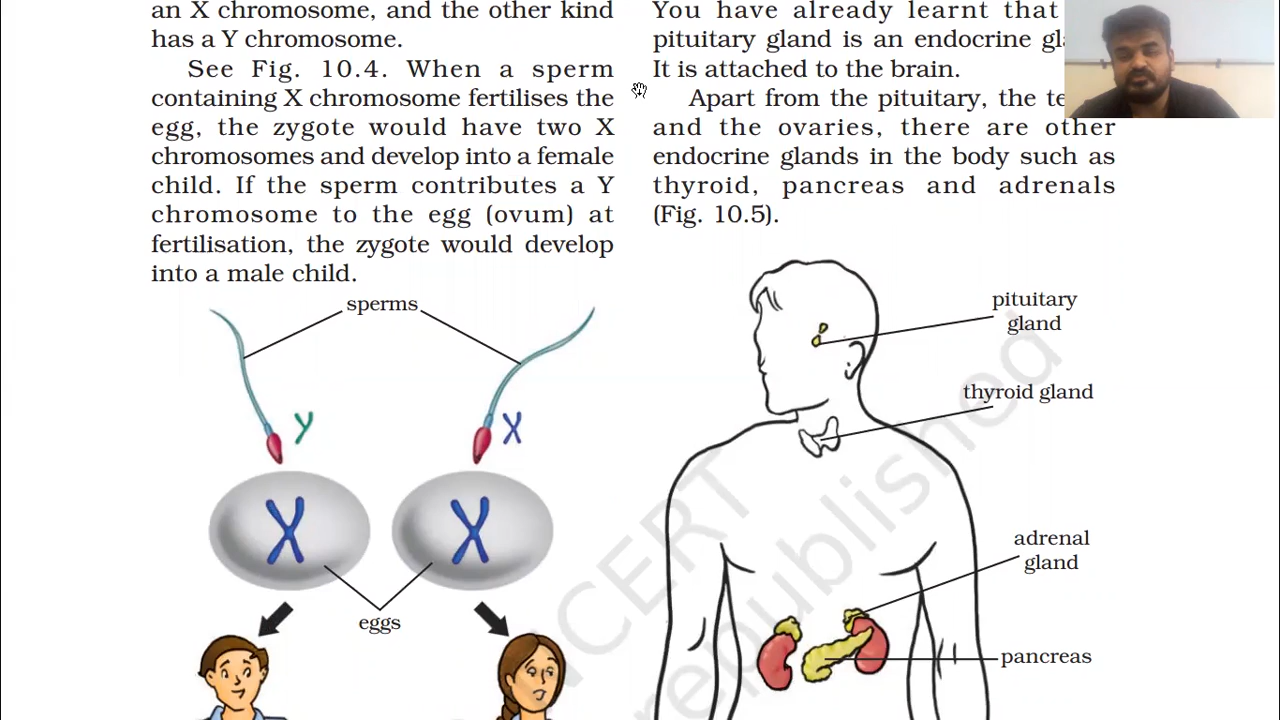 an X chromosome, and the other kind
has a Y chromosome.
See Fig. 10.4. When a sperm
containing X chromosome fertilises the
egg, the zygote would have two X
chromosomes and develop into a female
child. If the sperm contributes a Y
chromosome to the egg (ovum) at
fertilisation, the zygote would develop
into a male child.
sperms
Y
X
eggs
You have already learnt that
pituitary gland is an endocrine
It is attached to the brain.
Apart from the pituitary, the
and the ovaries, there are other
endocrine glands in the body such as
thyroid, pancreas and adrenals
(Fig. 10.5).
pituitary
gland
thyroid gland
adrenal
gland
pancreas
NCERT
republished